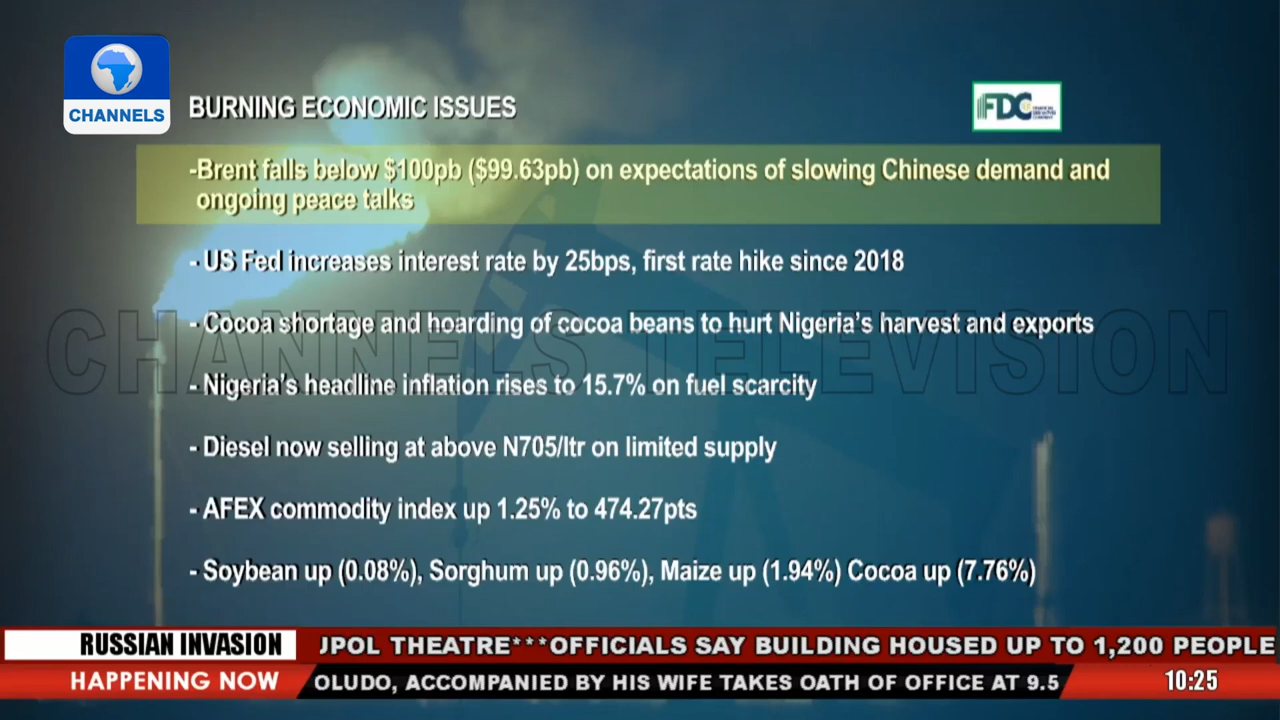 CHANNELS
BURNING ECONOMIC ISSUES
FDC
-Brent falls below $100pb ($99.63pb) on expectations of slowing Chinese demand and
ongoing peace talks
- US Fed increases interest rate by 25bps, first rate hike since 2018
- Cocoa shortage and hoarding of cocoa beans to hurt Nigeria's harvest and exports
CHANNELS TELEVISION
- Nigeria's headline inflation rises to 15.7% on fuel scarcity
- Diesel now selling at above N705/ltr on limited supply
- AFEX commodity index up 1.25% to 474.27pts
- Soybean up (0.08%), Sorghum up (0.96%), Maize up (1.94%) Cocoa up (7.76%)
RUSSIAN INVASION
JPOL THEATRE***OFFICIALS SAY BUILDING HOUSED UP TO 1,200 PEOPLE
HAPPENING NOW
OLUDO, ACCOMPANIED BY HIS WIFE TAKES OATH OF OFFICE AT 9.5
10:25